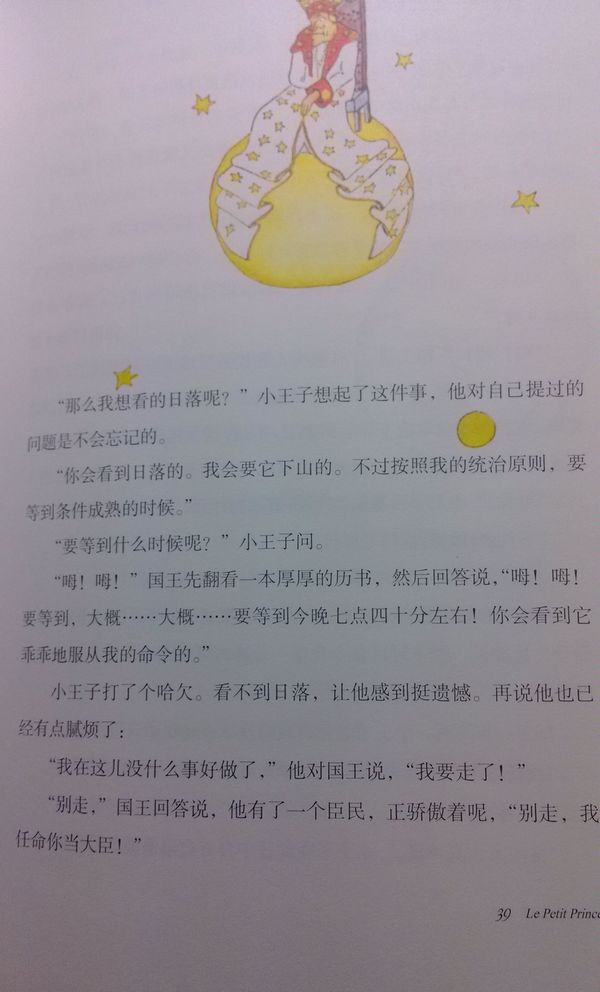 “那么我想看的日落呢？”小王子想起了这件事，他对自己提过的
问题是不会忘记的。
“你会看到日落的。我会要它下山的。不过按照我的统治原则，要
等到条件成熟的时候。”
“要等到什么时候呢？”小王子问。
“呣！呣！”国王先翻看一本厚厚的历书，然后回答说，“呣！呣！
要等到，大概……大概……要等到今晚七点四十分左右！你会看到它
乖乖地服从我的命令的。”
小王子打了个哈欠。看不到日落，让他感到挺遗憾。再说他也已
经有点腻烦了：
“我在这儿没什么事好做了，”他对国王说，“我要走了！”
“别走，”国王回答说，他有了一个臣民，正骄傲着呢，“别走，我
任命你当大臣！”
39 Le Petit Prince